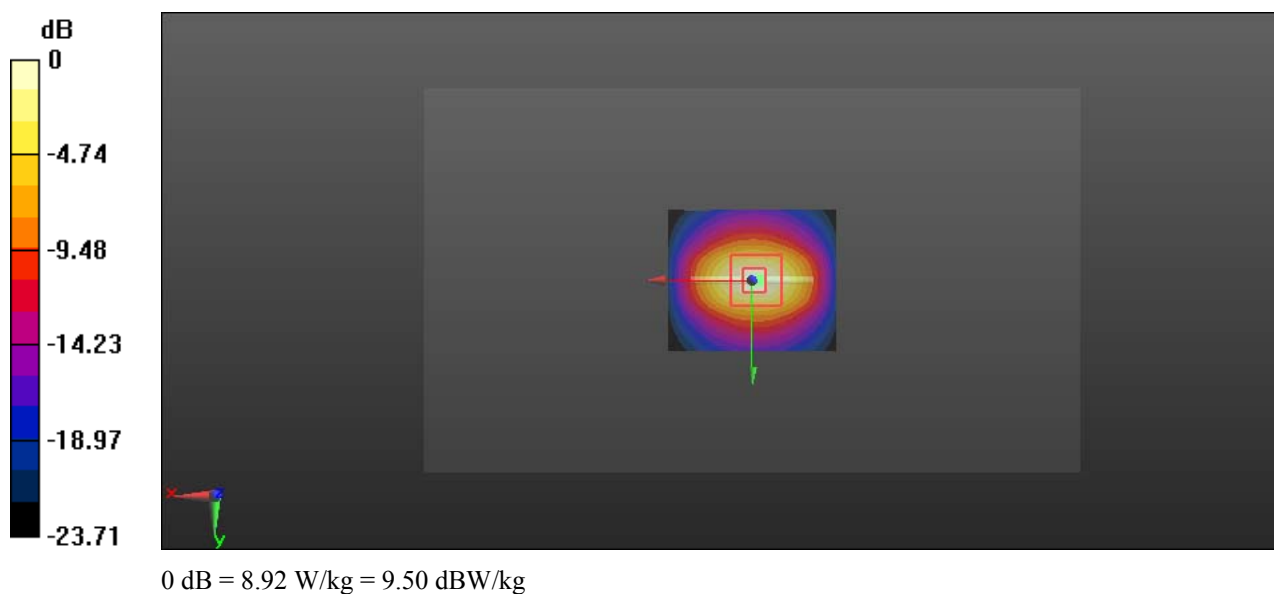 dB
0
-4.74
-9.48
-14.23
-18.97
-23.71
x
z
y
0 dB = 8.92 W/kg = 9.50 dBW/kg